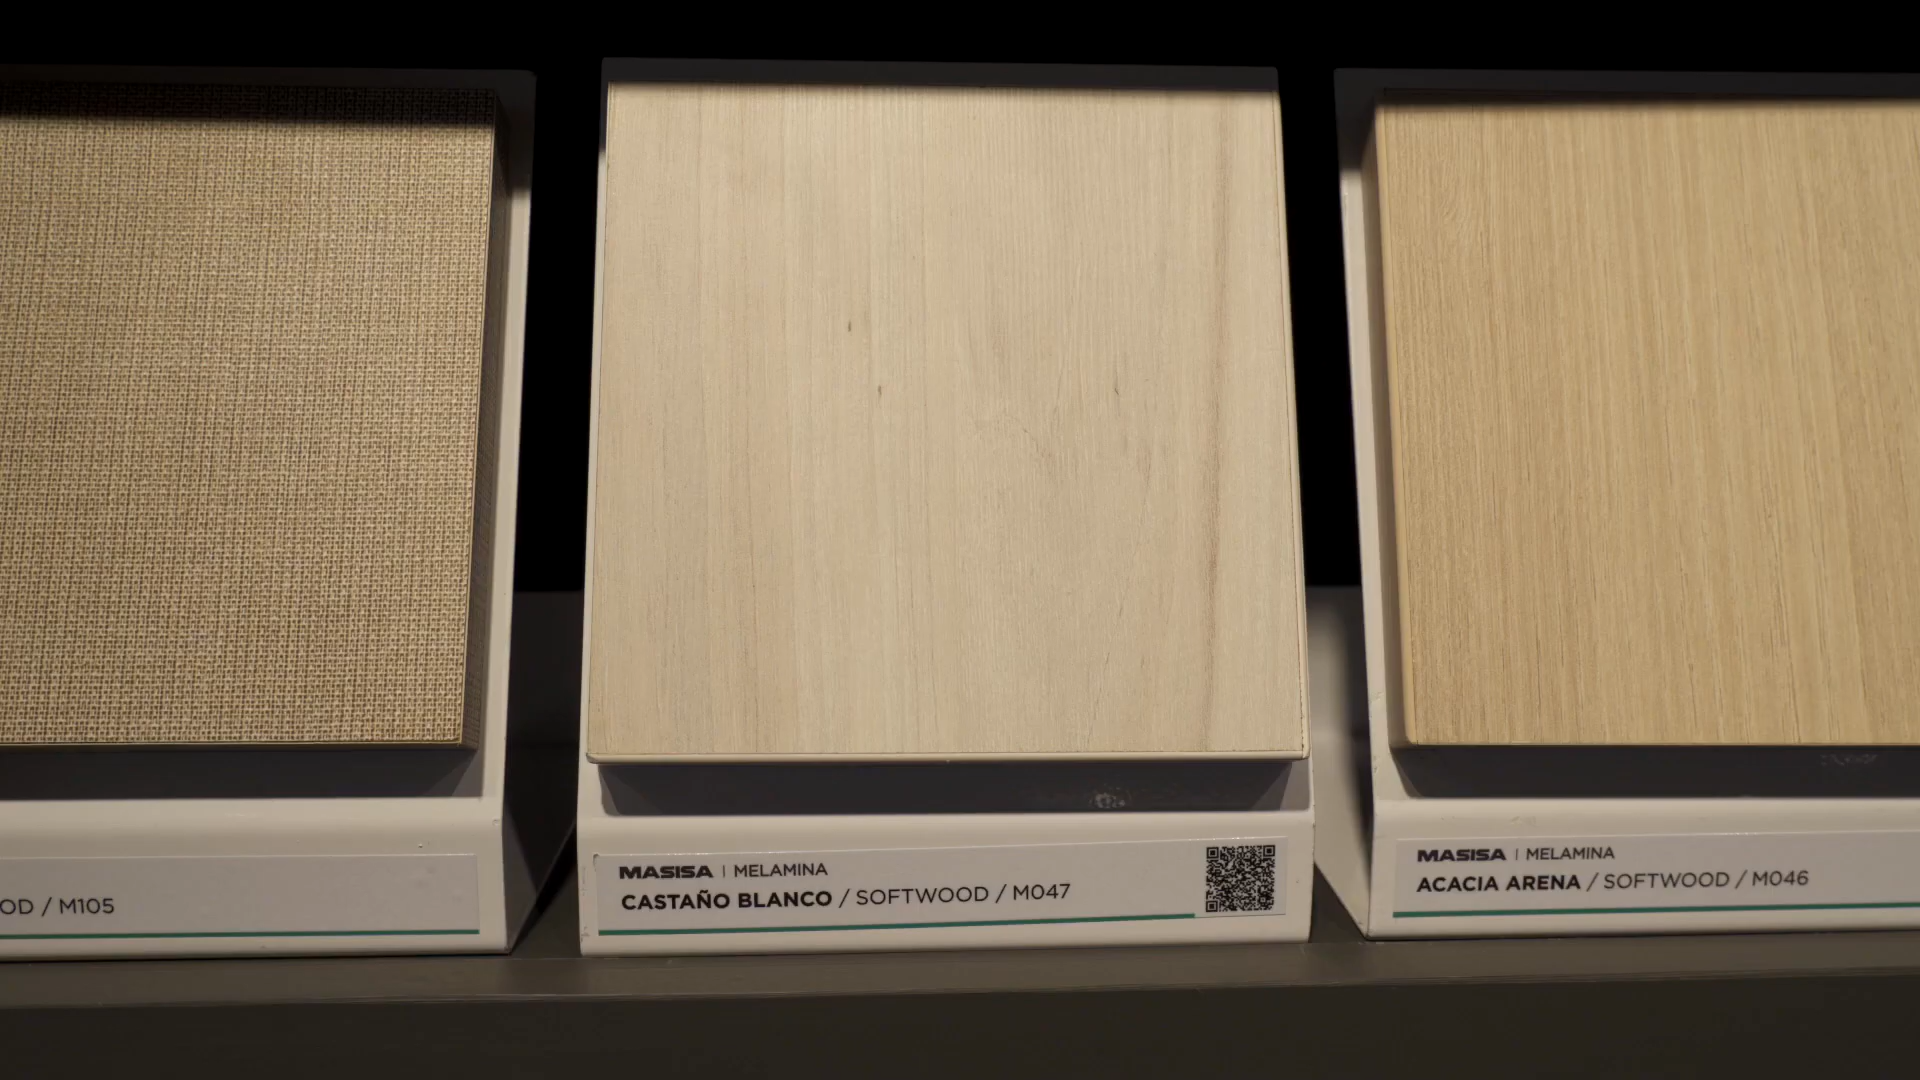 OD / M105
MASISA | MELAMINA
CASTAÑO BLANCO / SOFTWOOD / M047
MASISA | MELAMINA
ACACIA ARENA / SOFTWOOD / M046